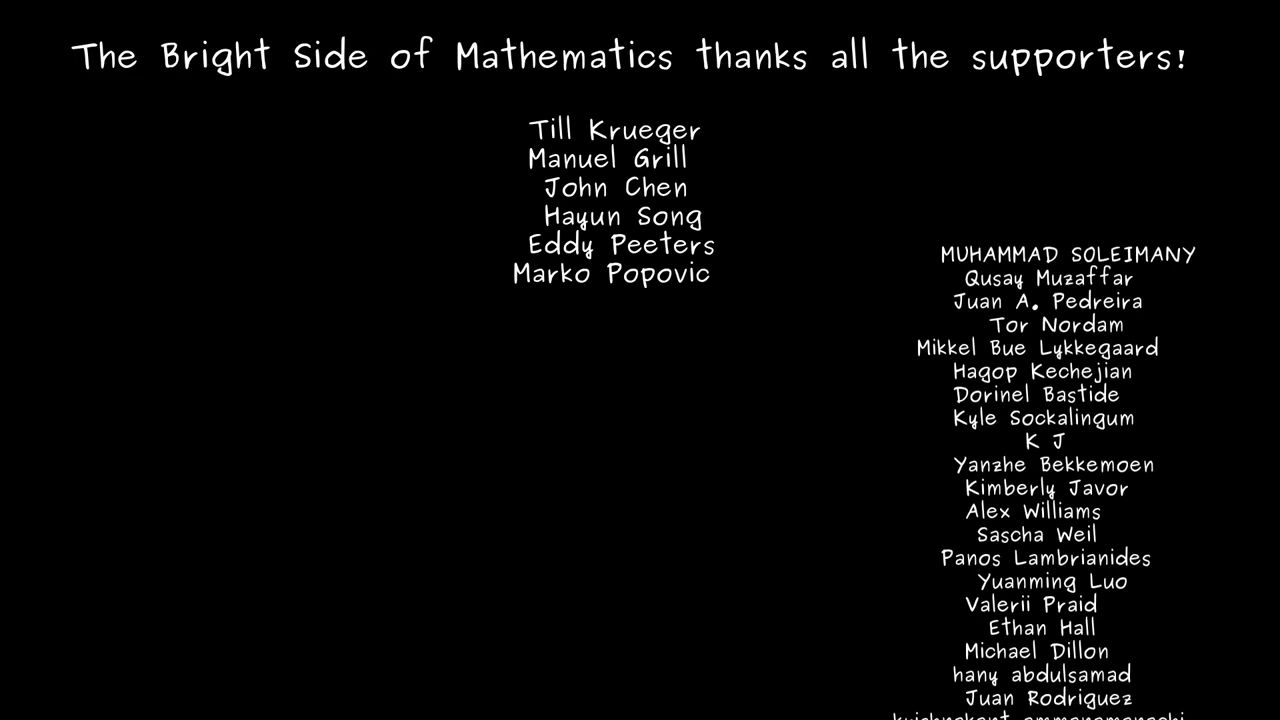 The Bright Side of Mathematics thanks all the supporters!
Till Krueger
Manuel Grill
John Chen
Hayun Song
Eddy Peeters
Marko Popovic
MUHAMMAD SOLEIMANY
Qusay Muzaffar
Juan A. Pedreira
Tor Nordam
Mikkel Bue Lykkegaard
Hagop Kechejian
Dorinel Bastide
Kyle Sockalingum
K J
Yanzhe Bekkemoen
Kimberly Javor
Alex Williams
Sascha Weil
Panos Lambrianides
Yuanming Luo
Valerii Praid
Ethan Hall
Michael Dillon
hany abdulsamad
Juan Rodriguez